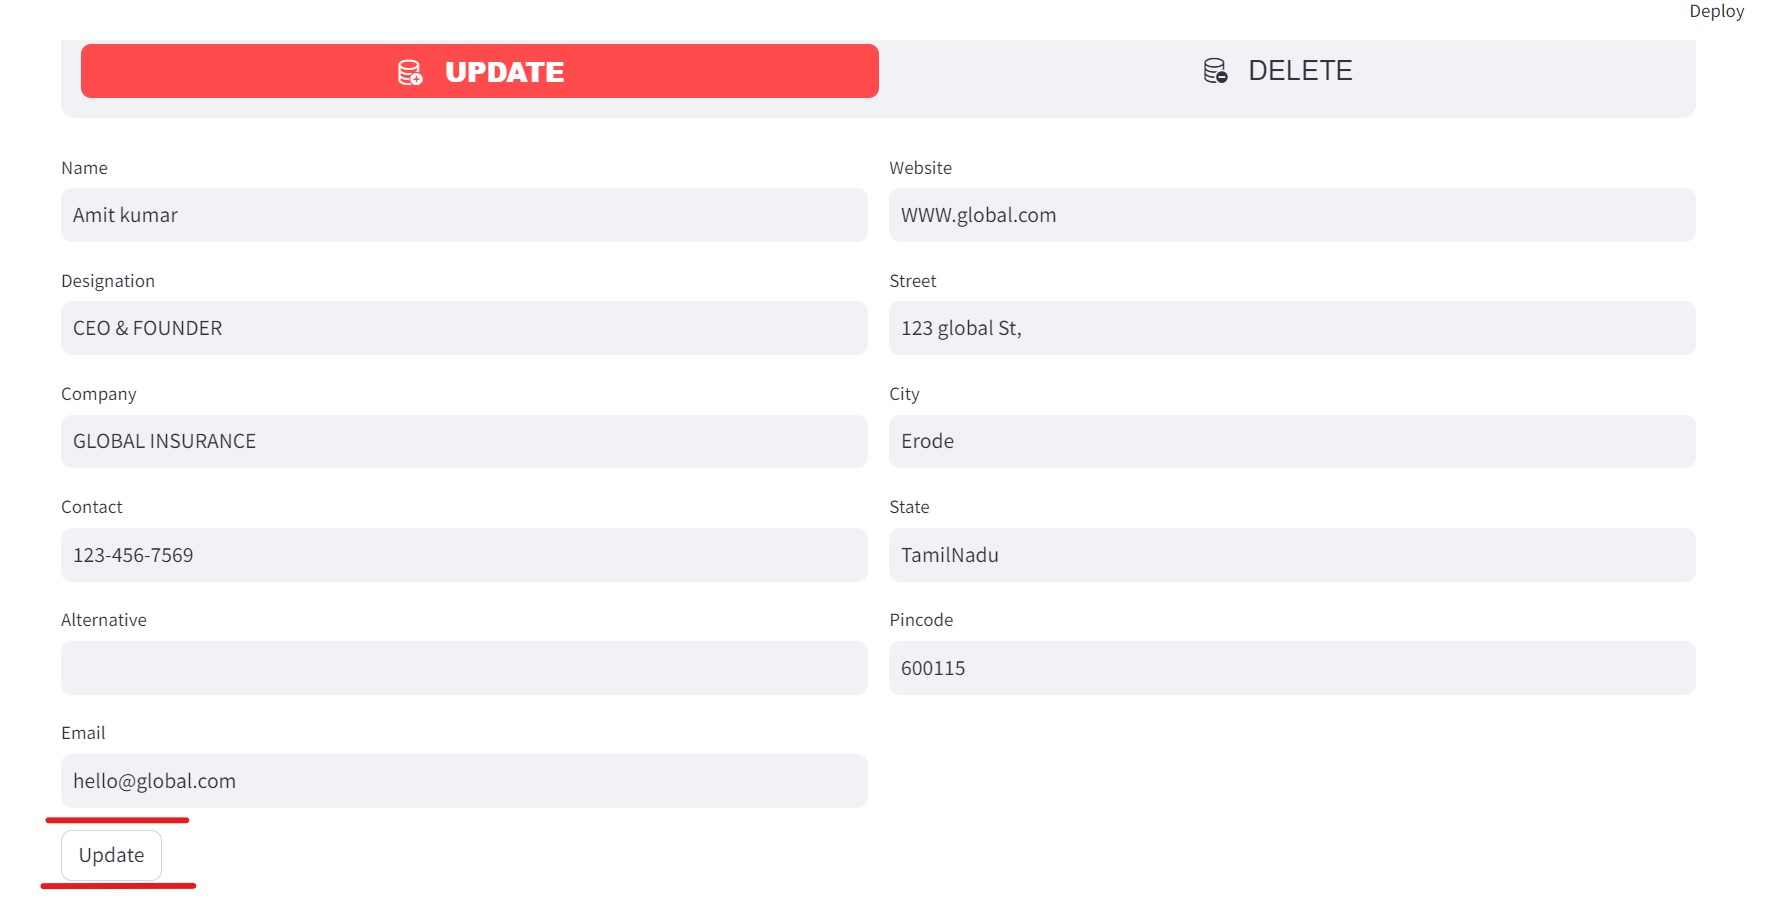 Deploy
UPDATE
DELETE
Name
Amit kumar
Website
WWW.global.com
Designation
CEO & FOUNDER
Street
123 global St,
Company
GLOBAL INSURANCE
City
Erode
Contact
123-456-7569
State
TamilNadu
Alternative
Pincode
600115
Email
hello@global.com
Update